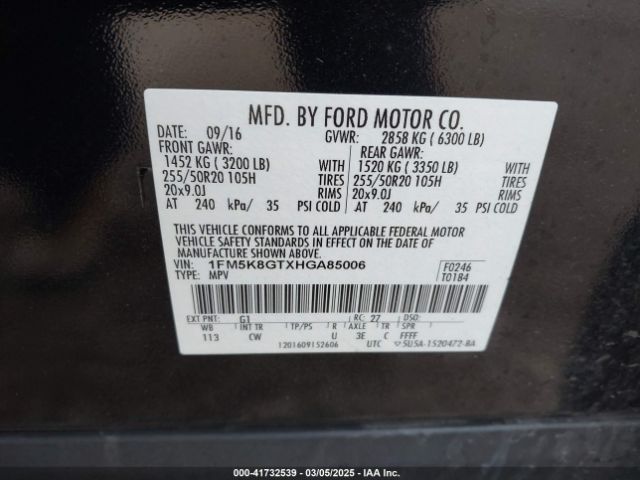 MFD. BY FORD MOTOR CO.
DATE: 09/16 GVWR: 2858 KG ( 6300 LB)
FRONT GAWR: REAR GAWR:
1452 KG ( 3200 LB) WITH 1520 KG ( 3350 LB) WITH
255/50R20 105H TIRES 255/50R20 105H TIRES
20x9.0J RIMS 20x9.0J RIMS
AT 240 kPa/ 35 PSI COLD AT 240 kPa/ 35 PSI COLD
THIS VEHICLE CONFORMS TO ALL APPLICABLE FEDERAL MOTOR
VEHICLE SAFETY STANDARDS IN EFFECT ON THE DATE OF
MANUFACTURE SHOWN ABOVE.
VIN: 1FM5K8GTXHGA85006 F0246
TYPE: MPV T0184
EXT PNT: G1 RC: 27 DSO:
WB INT TR TP/PS R AXLE TR SPR
113 CW U 3E C FFFF
1201609152606 UTC 5U5A-1520472-BA
000-41732539 - 03/05/2025 - IAA Inc.